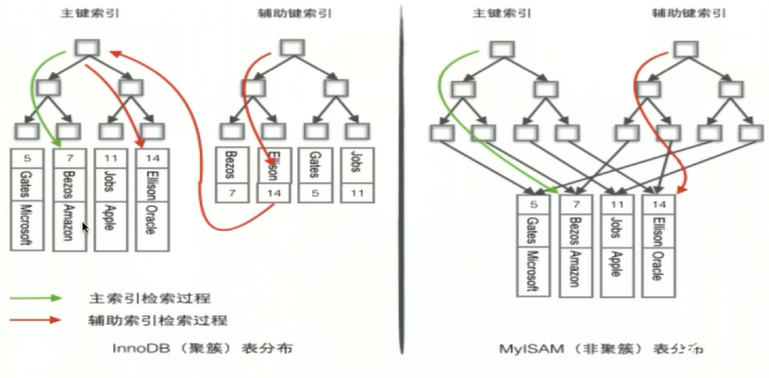 主键索引
辅助键索引
5
Gates
Microsoft
7
Bezos
Amazon
11
Jobs
Apple
14
Ellison
Oracle
Bezos
7
Ellison
14
Gates
5
Jobs
11
主索引检索过程
辅助索引检索过程
InnoDB（聚簇）表分布
主键索引
辅助键索引
5
Gates
Microsoft
7
Bezos
Amazon
11
Jobs
Apple
14
Ellison
Oracle
MyISAM（非聚簇）表分布